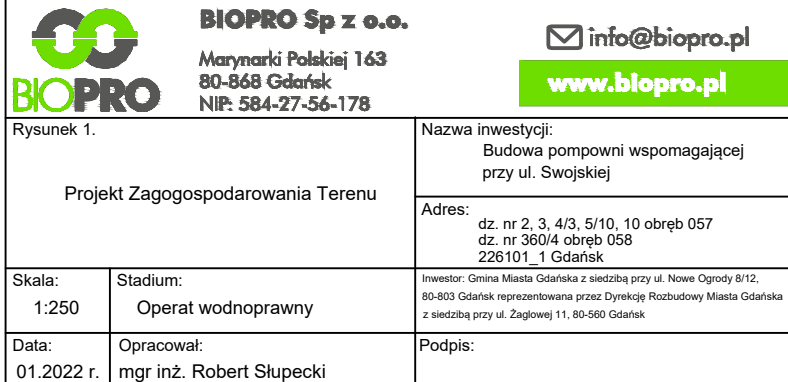 BIOPRO
BIOPRO Sp z o.o.
Marynarki Polskiej 163
80-868 Gdańsk
NIP: 584-27-56-178
info@biopro.pl
www.biopro.pl
Rysunek 1.
Projekt Zagogospodarowania Terenu
Nazwa inwestycji:
Budowa pompowni wspomagającej
przy ul. Swojskiej
Adres:
dz. nr 2, 3, 4/3, 5/10, 10 obręb 057
dz. nr 360/4 obręb 058
226101_1 Gdańsk
Skala:
1:250
Stadium:
Operat wodnoprawny
Inwestor: Gmina Miasta Gdańska z siedzibą przy ul. Nowe Ogrody 8/12,
80-803 Gdańsk reprezentowana przez Dyrekcję Rozbudowy Miasta Gdańska
z siedzibą przy ul. Żaglowej 11, 80-560 Gdańsk
Data:
01.2022 r.
Opracował:
mgr inż. Robert Słupecki
Podpis: